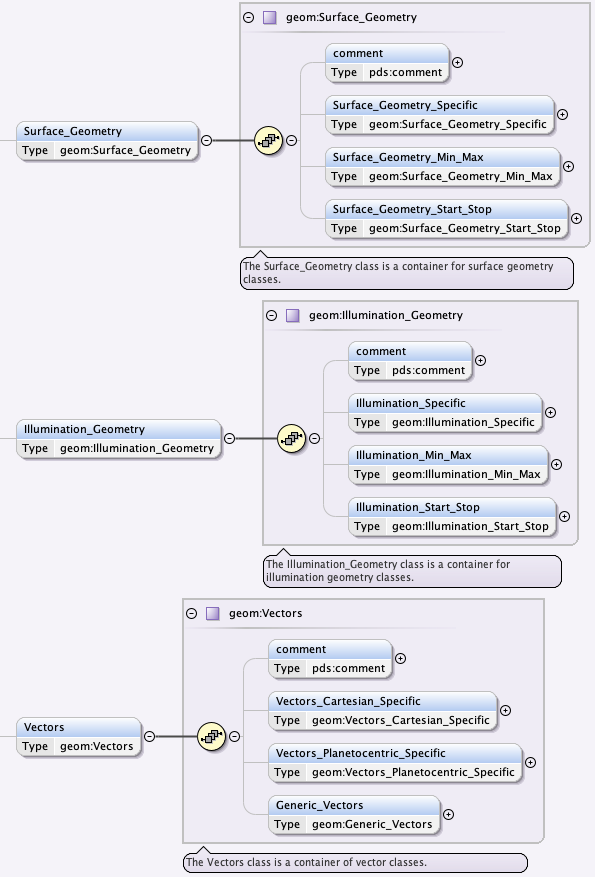 geom:Surface_Geometry
comment
Type pds:comment
Surface_Geometry_Specific
Type geom:Surface_Geometry_Specific
Surface_Geometry
Type geom:Surface_Geometry
Surface_Geometry_Min_Max
Type geom:Surface_Geometry_Min_Max
Surface_Geometry_Start_Stop
Type geom:Surface_Geometry_Start_Stop
The Surface_Geometry class is a container for surface geometry
classes.
geom:Illumination_Geometry
comment
Type pds:comment
Illumination_Specific
Type geom:Illumination_Specific
Illumination_Geometry
Type geom:Illumination_Geometry
Illumination_Min_Max
Type geom:Illumination_Min_Max
Illumination_Start_Stop
Type geom:Illumination_Start_Stop
The Illumination_Geometry class is a container for
illumination geometry classes.
geom:Vectors
comment
Type pds:comment
Vectors_Cartesian_Specific
Type geom:Vectors_Cartesian_Specific
Vectors
Type geom:Vectors
Vectors_Planetocentric_Specific
Type geom:Vectors_Planetocentric_Specific
Generic_Vectors
Type geom:Generic_Vectors
The Vectors class is a container of vector classes.